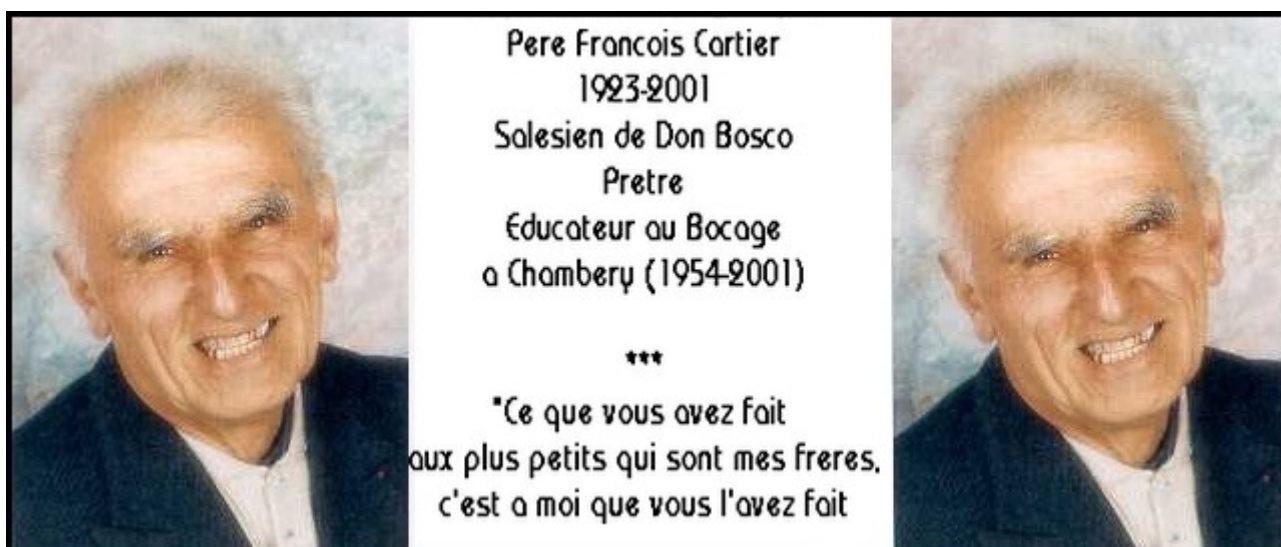 Pere Francois Cartier
1923-2001
Salesien de Don Bosco
Pretre
Educateur au Bocage
a Chambery (1954-2001)
***
"Ce que vous avez fait
aux plus petits qui sont mes freres,
c'est a moi que vous l'avez fait